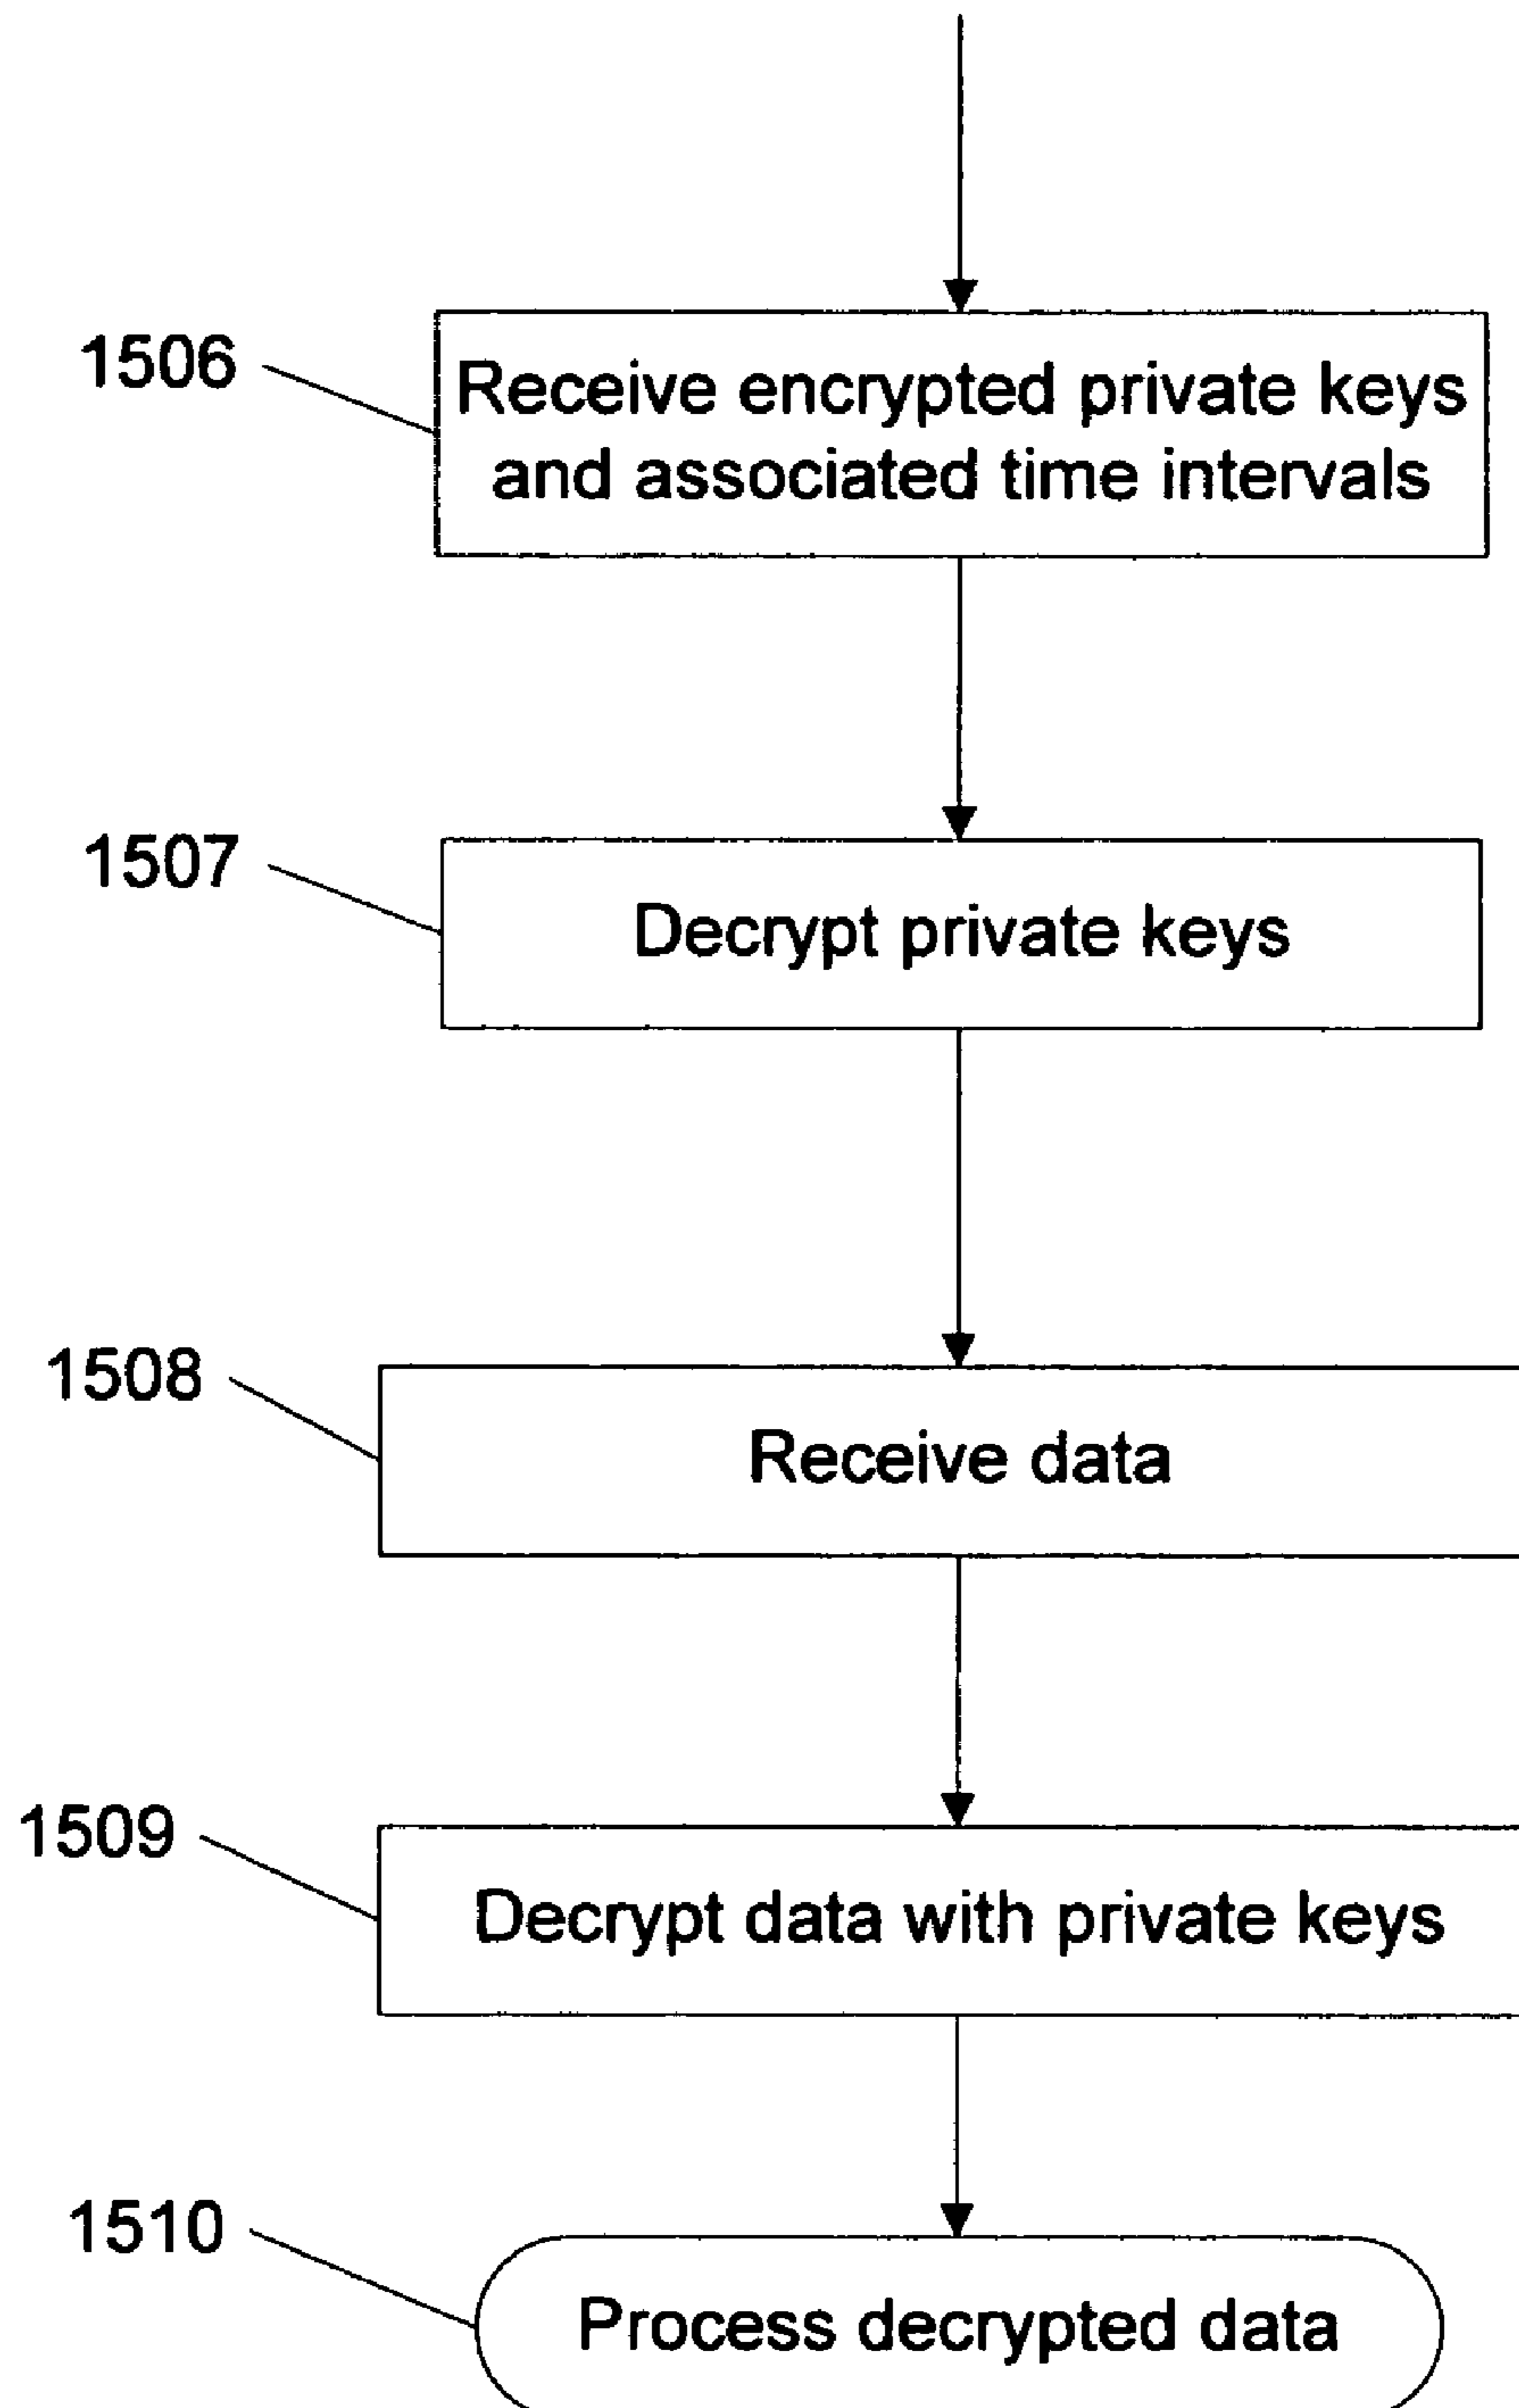 1506
Receive encrypted private keys
and associated time intervals
1507
Decrypt private keys
1508
Receive data
1509
Decrypt data with private keys
1510
Process decrypted data